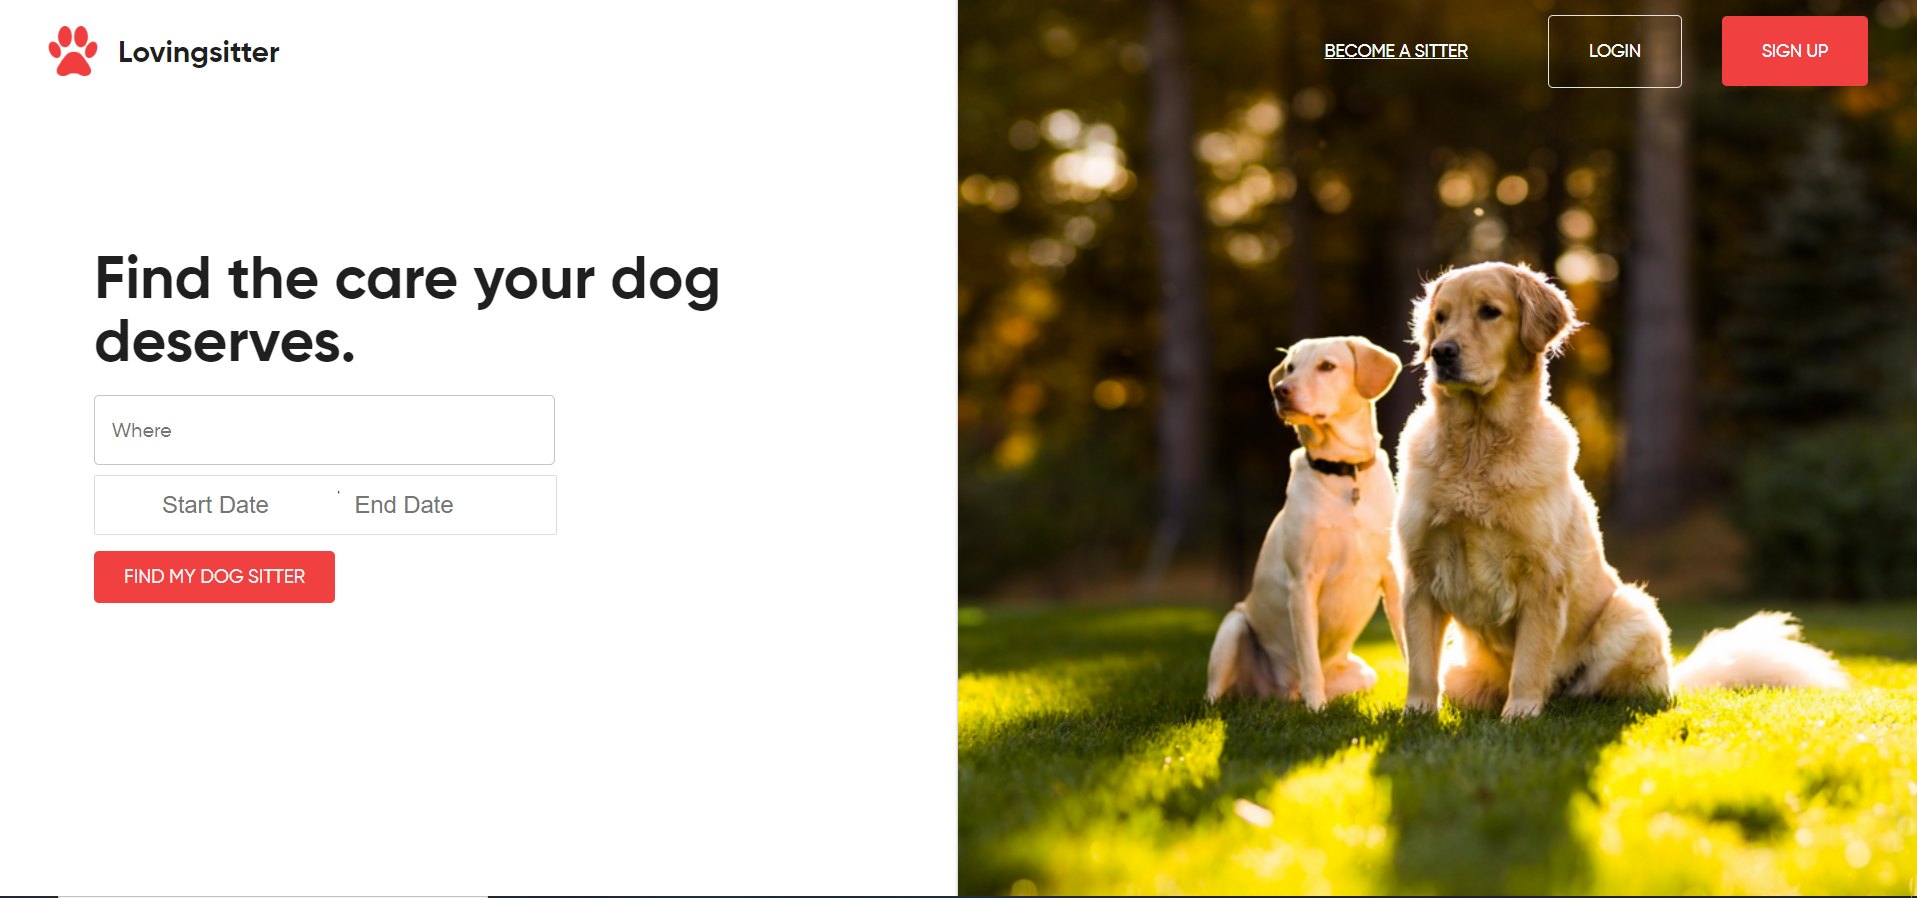 Lovingsitter
BECOME A SITTER
LOGIN
SIGN UP
Find the care your dog
deserves.
Where
Start Date
End Date
FIND MY DOG SITTER